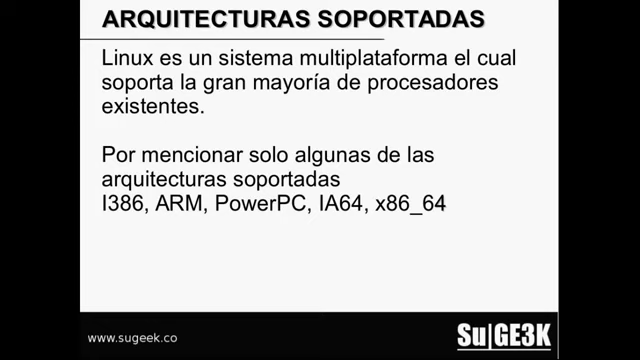 ARQUITECTURAS SOPORTADAS
Linux es un sistema multiplataforma el cual
soporta la gran mayoría de procesadores
existentes.
Por mencionar solo algunas de las
arquitecturas soportadas
I386, ARM, PowerPC, IA64, x86_64
www.sugeek.co
Su|GE3K